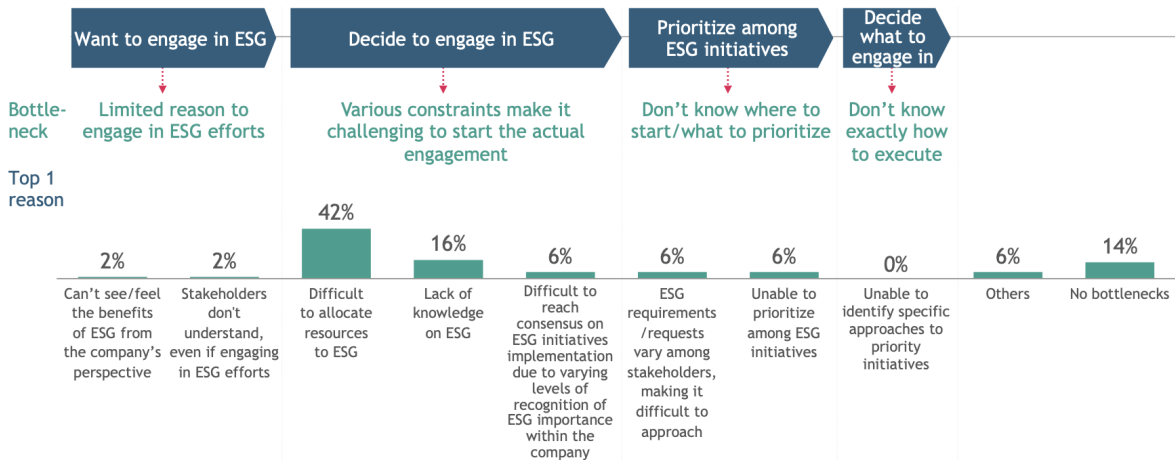 Want to engage in ESG
Decide to engage in ESG
Prioritize among
ESG initiatives
Decide
what to
engage in
Bottle-
neck
Limited reason to
engage in ESG efforts
Various constraints make it
challenging to start the actual
engagement
Don't know where to
start/what to prioritize
Don't know
exactly how
to execute
Top 1
reason
2%
2%
42%
16%
6%
6%
6%
0%
6%
14%
Can't see/feel
the benefits
of ESG from
the company's
perspective
Stakeholders
don't
understand,
even if engaging
in ESG efforts
Difficult
to allocate
resources
to ESG
Lack of
knowledge
on ESG
Difficult to
reach
consensus on
ESG initiatives
implementation
due to varying
levels of
recognition of
ESG importance
within the
company
ESG
requirements
/requests
vary among
stakeholders,
making it
difficult to
approach
Unable to
prioritize
among ESG
initiatives
Unable to
identify specific
approaches to
priority
initiatives
Others
No bottlenecks